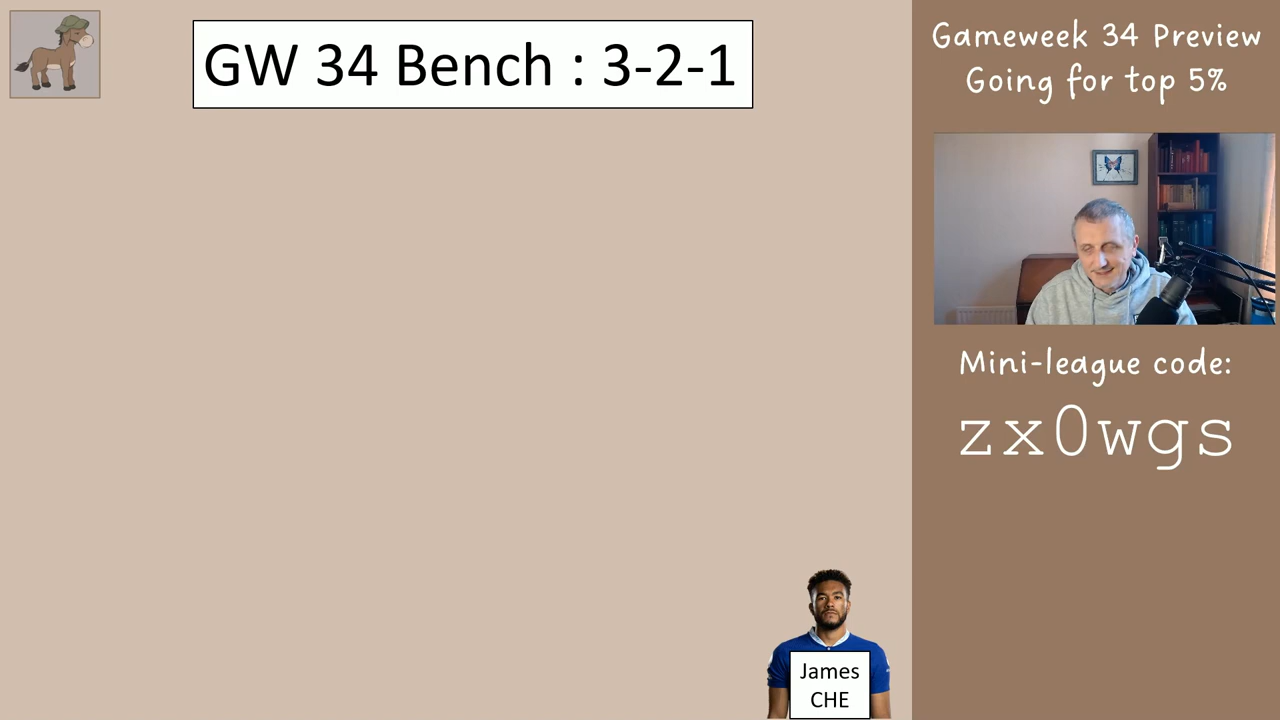 GW 34 Bench : 3-2-1
Gameweek 34 Preview
Going for top 5%
Mini-league code:
zx0wgs
James
CHE